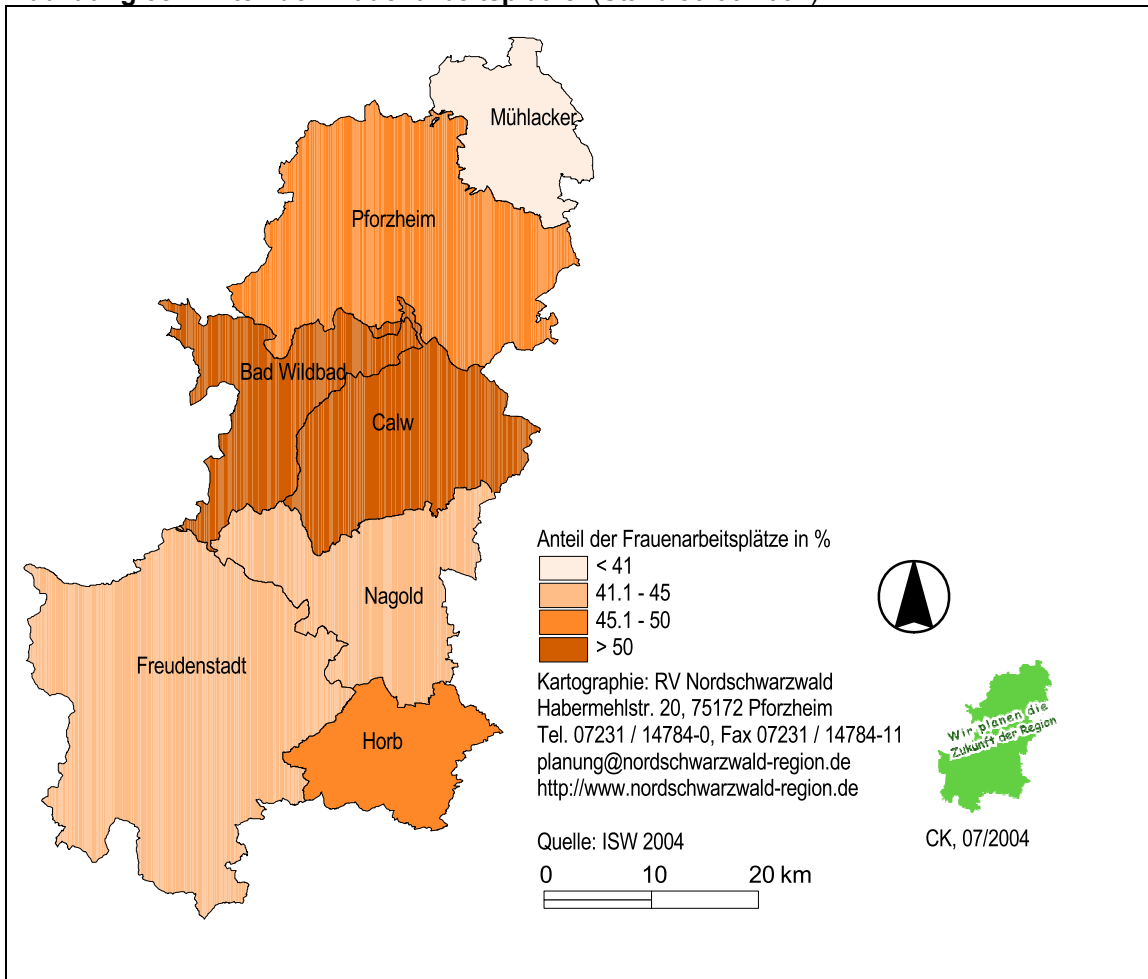 Mühlacker
Pforzheim
Bad Wildbad
Calw
Nagold
Freudenstadt
Horb
Anteil der Frauenarbeitsplätze in %
< 41
41.1 - 45
45.1 - 50
> 50
Kartographie: RV Nordschwarzwald
Habermehlstr. 20, 75172 Pforzheim
Tel. 07231 / 14784-0, Fax 07231 / 14784-11
planung@nordschwarzwald-region.de
http://www.nordschwarzwald-region.de
Wir planen die
Zukunft der Region
Quelle: ISW 2004
CK, 07/2004
0 10 20 km